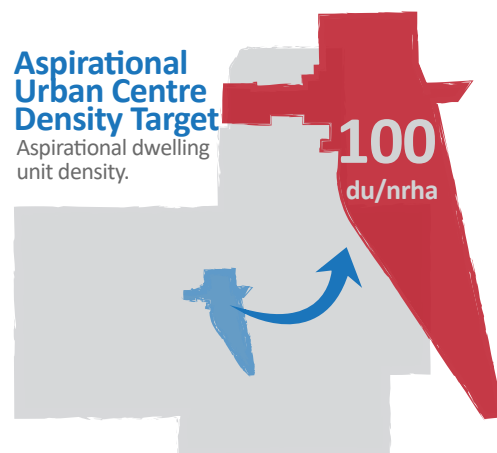 Aspirational
Urban Centre
Density Target
Aspirational dwelling
unit density.
100
du/nrha